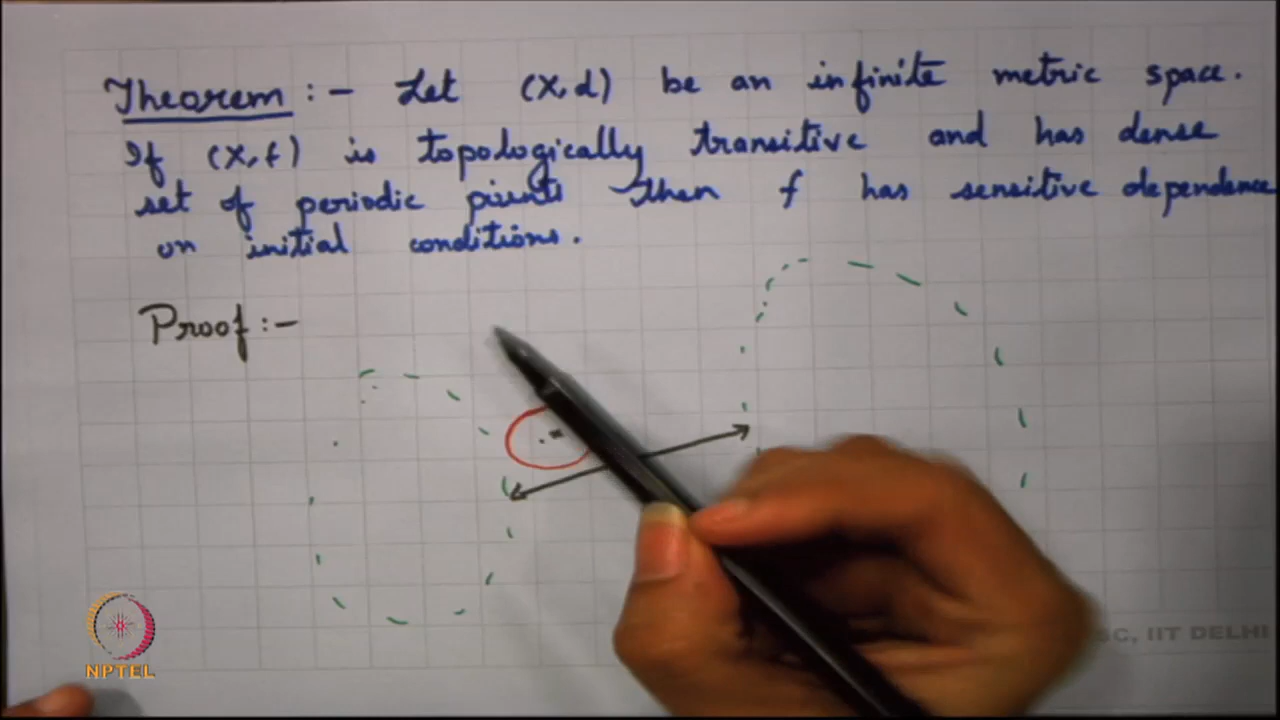 Theorem :- Let (X,d) be an infinite metric space.
If (X,f) is topologically transitive and has dense
set of periodic points then f has sensitive dependence
on initial conditions.
Proof :-
x
SC, IIT DELHI
NPTEL